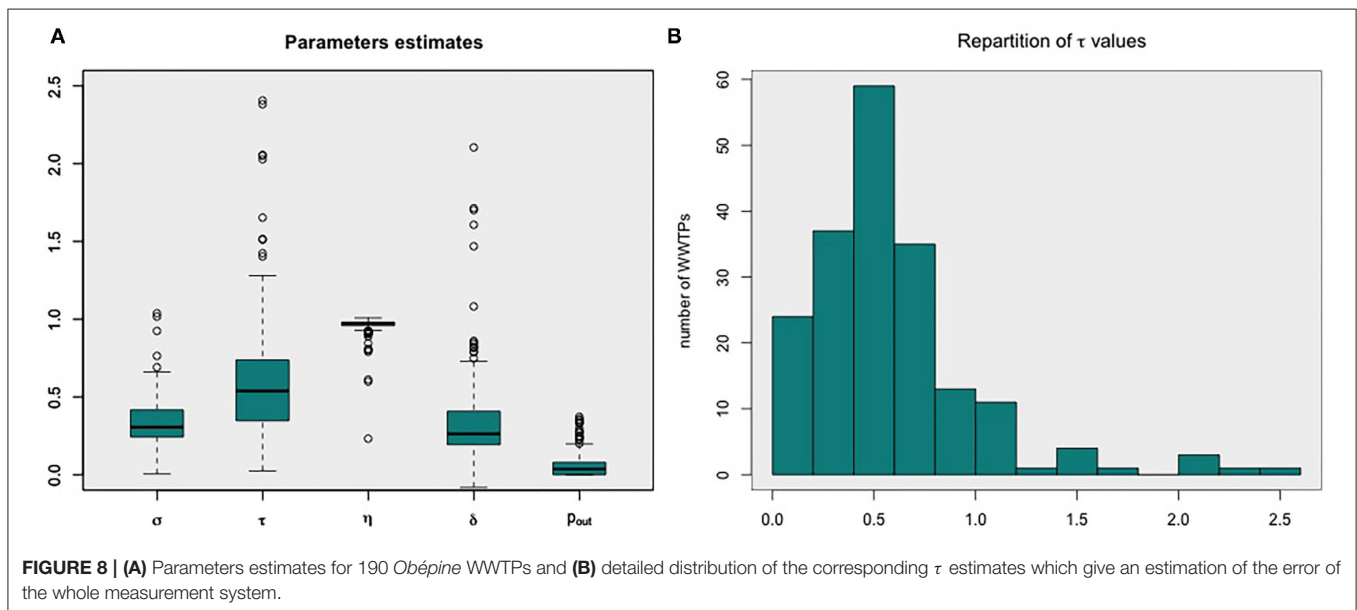 A
Parameters estimates
2.5
2.0
1.5
1.0
0.5
0.0
σ τ η δ pout
B
Repartition of τ values
number of WWTPs
60
50
40
30
20
10
0
0.0 0.5 1.0 1.5 2.0 2.5
FIGURE 8 | (A) Parameters estimates for 190 Obépine WWTPs and (B) detailed distribution of the corresponding τ estimates which give an estimation of the error of
the whole measurement system.